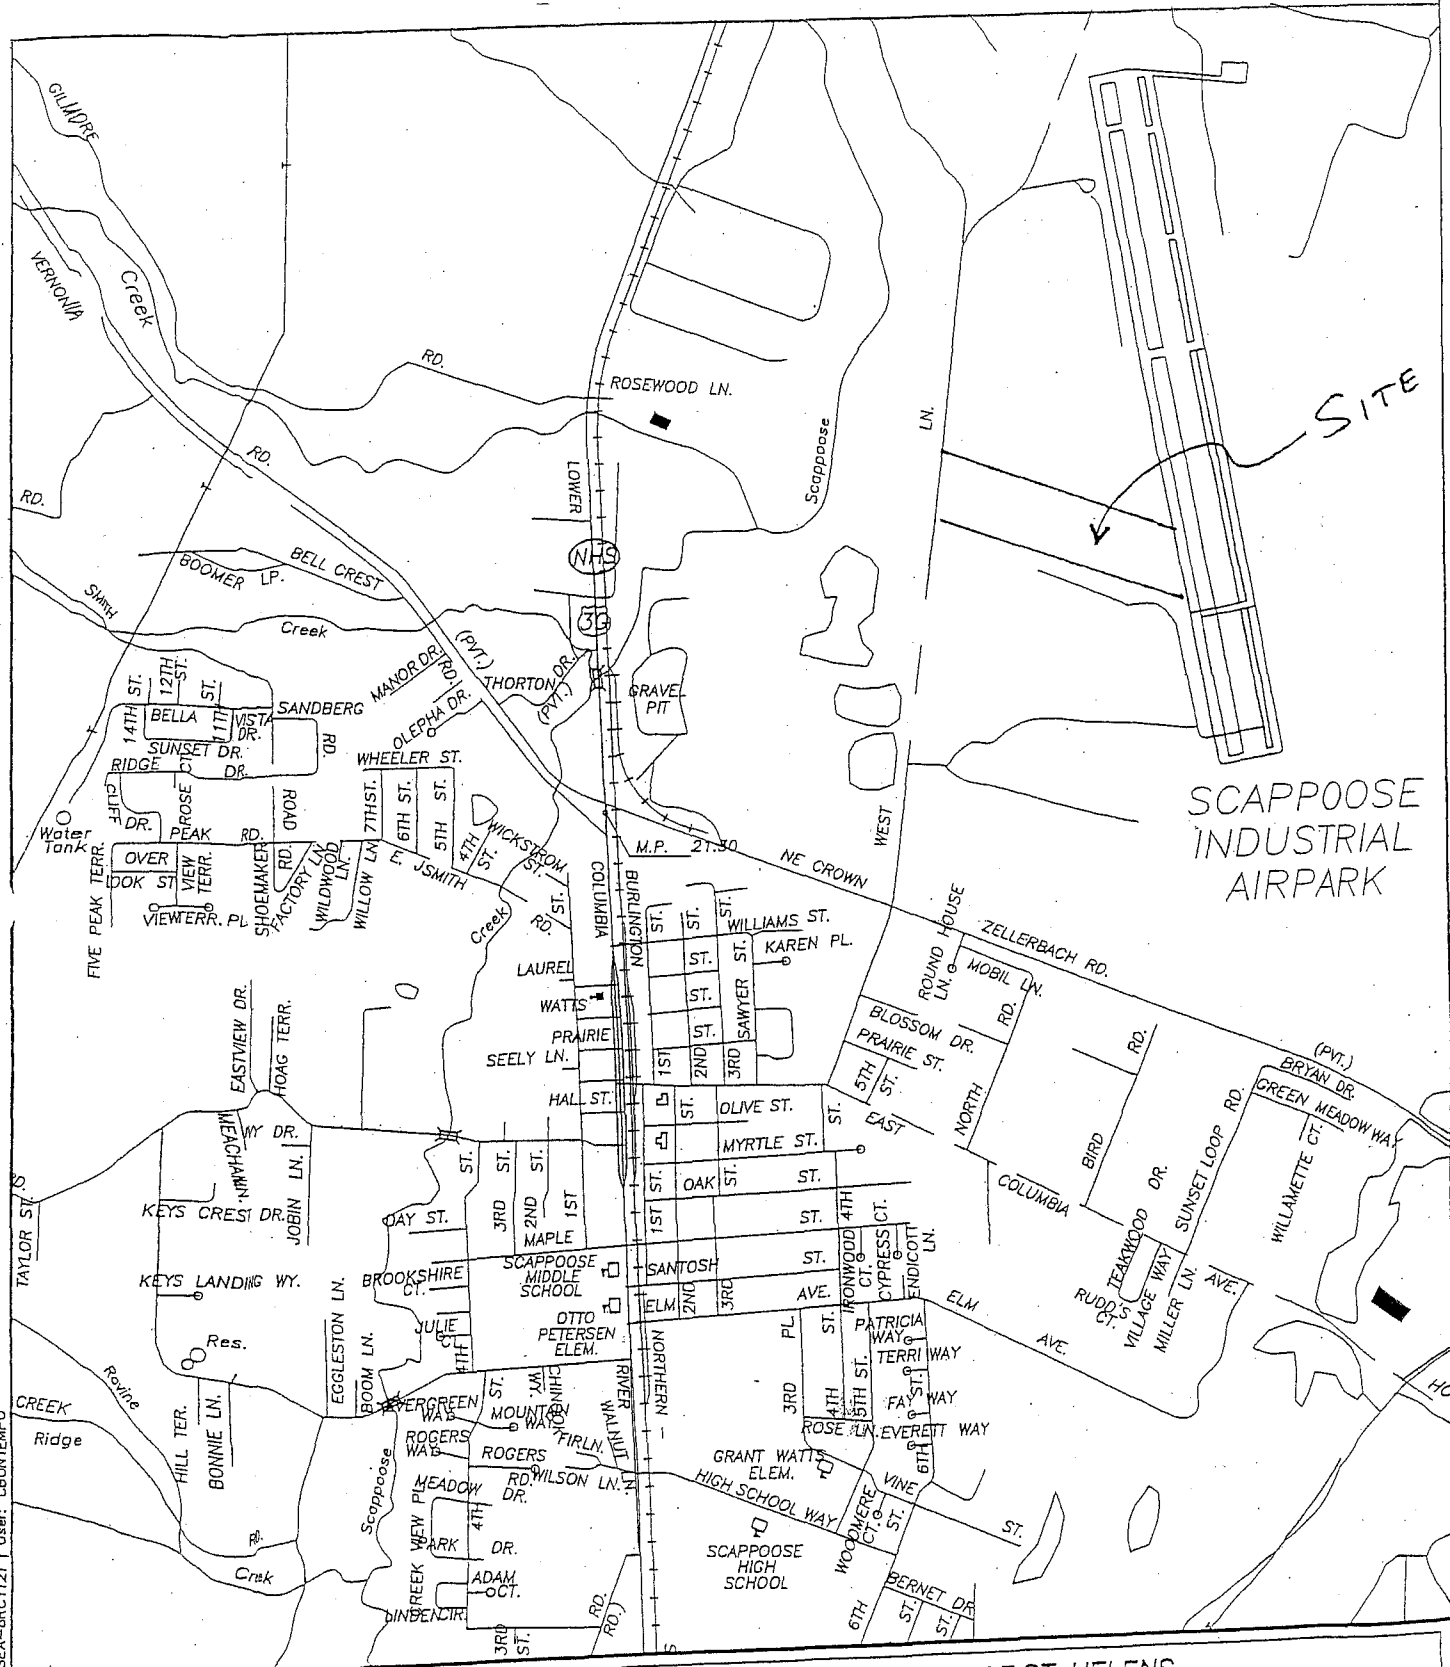 GILMORE
VERNONIA
Creek
RD.
ROSEWOOD LN.
SITE
Scappoose
LN.
RD.
RD.
LOWER
NHS
30
BOOMER LP.
BELL CREST
SMITH
Creek
(PVT.)
MANOR DR.
RD.
THORTON DR.
(PVT.)
OLEPHA DR.
GRAVEL
PIT
14TH ST.
12TH ST.
11TH ST.
BELLA VISTA DR.
SANDBERG RD.
SUNSET DR.
RIDGE DR.
WHEELER ST.
CLIFF DR.
ROSE CT.
ROAD
7TH ST.
6TH ST.
5TH ST.
4TH ST.
WICKSTROM ST.
Water
Tank
PEAK RD.
OVER
LOOK ST.
VIEW TERR.
VIEW TERR. PL
FIVE PEAK TERR.
SHOEMAKER RD.
FACTORY LN.
WILDWOOD LN.
WILLOW LN.
E. J SMITH RD.
Creek
M.P. 21.30
WEST
SCAPPOOSE
INDUSTRIAL
AIRPARK
NE CROWN ZELLERBACH RD.
(PVT.)
COLUMBIA
BURLINGTON
ST.
ST.
ST.
WILLIAMS ST.
KAREN PL.
SAWYER ST.
ST.
ST.
ST.
ROUND HOUSE LN.
MOBIL LN.
LAUREL
WATTS
PRAIRIE
SEELY LN.
HALL ST.
1ST
2ND
3RD
BLOSSOM DR.
PRAIRIE ST.
5TH ST.
EAST
NORTH RD.
BIRD RD.
BRYAN DR.
GREEN MEADOW WAY
WILLAMETTE CT.
EASTVIEW DR.
HOAG TERR.
MEACHAM
NY DR.
JOBIN LN.
KEYS CREST DR.
KEYS LANDING WY.
TAYLOR ST.
ST.
OLIVE ST.
ST.
MYRTLE ST.
OAK ST.
ST.
ST.
1ST
4TH
COLUMBIA
SUNSET LOOP RD.
TEAKWOOD DR.
VILLAGE WAY
MILLER LN.
RUDD'S CT.
AVE.
DAY ST.
ST.
3RD ST.
2ND ST.
1ST
MAPLE
BROOKSHIRE CT.
SCAPPOOSE
MIDDLE
SCHOOL
SANTOSH ST.
ELM AVE.
2ND
3RD
IRONWOOD CT.
CYPRESS CT.
ENDICOTT LN.
ELM AVE.
OTTO
PETERSEN
ELEM.
JULIE CT.
4TH
Res.
EGGLESTON LN.
BOOM LN.
NORTHERN
RIVER
3RD PL.
4TH ST.
5TH ST.
PATRICIA WAY
TERRI WAY
FAY WAY
EVERETT WAY
ROSE LN.
6TH ST.
CREEK
Ridge
Ravine
HILL TER.
BONNIE LN.
EVERGREEN WAY
ROGERS WAY
MOUNTAIN WAY
CHINOOK WY.
ST.
FIR LN.
WALNUT LN.
ROGERS RD.
WILSON LN.
GRANT WATTS
ELEM.
HIGH SCHOOL WAY
VINE ST.
WOODMERE CT.
ST.
Scappoose
MEADOW DR.
CREEK VIEW PL
PARK DR.
4TH
ADAM CT.
LINDEN CIR.
3RD ST.
RD.
RD.)
RD.
Creek
SCAPPOOSE
HIGH
SCHOOL
BERNET DR.
6TH
ST.
ST.
ST. HELENS